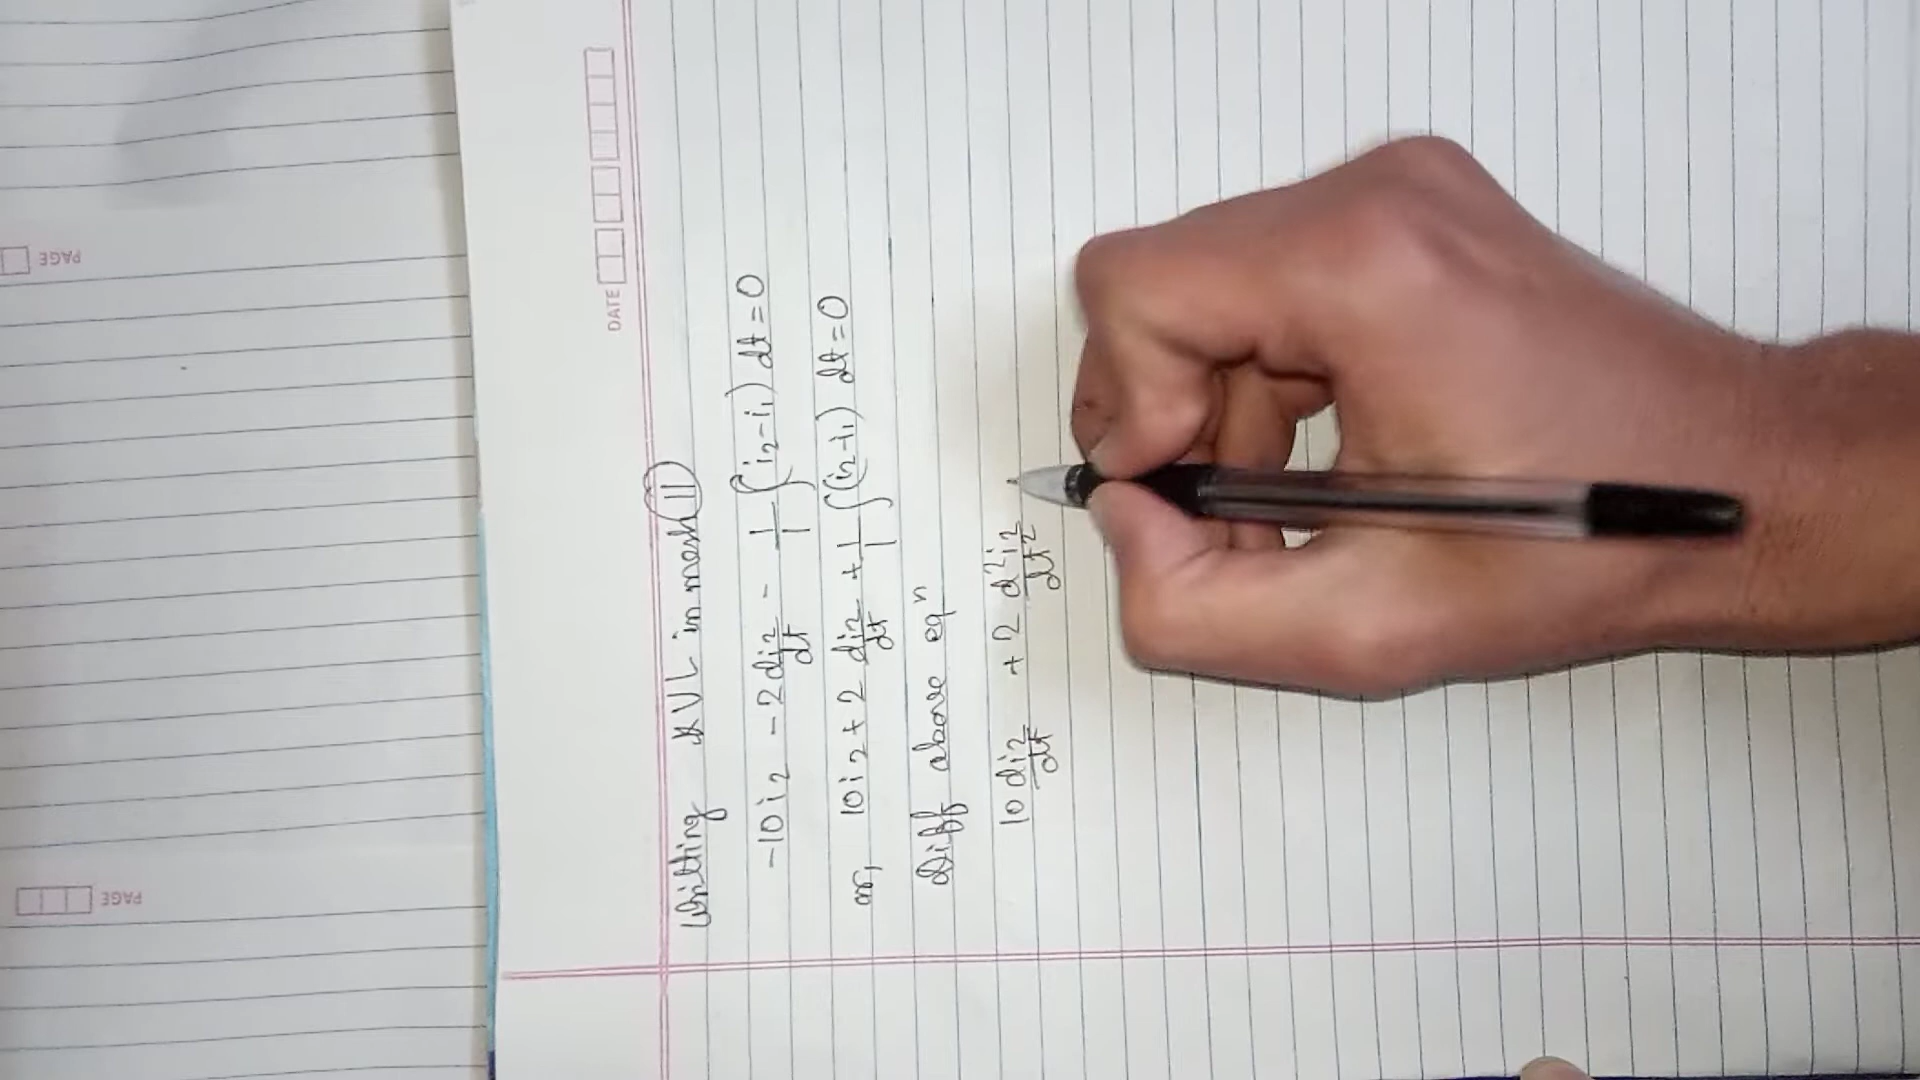 PAGE
PAGE
DATE
Writting KVL in mesh II
-10i₂ - 2 di₂/dt - 1/1 ∫(i₂-i₁) dt = 0
or, 10i₂ + 2 di₂/dt + 1/1 ∫(i₂-i₁) dt = 0
Diff above eqⁿ
10 di₂/dt + 2 d²i₂/dt²